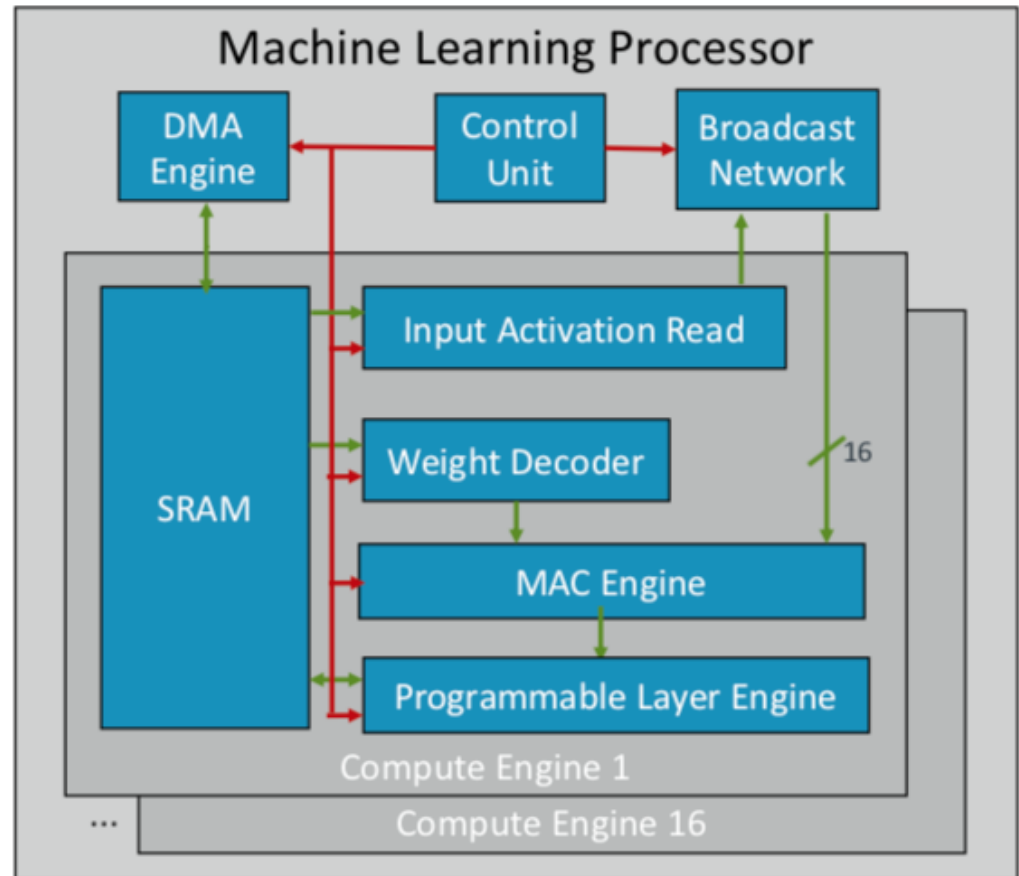 Machine Learning Processor
DMA
Engine
Control
Unit
Broadcast
Network
SRAM
Input Activation Read
Weight Decoder
16
MAC Engine
Programmable Layer Engine
Compute Engine 1
...
Compute Engine 16